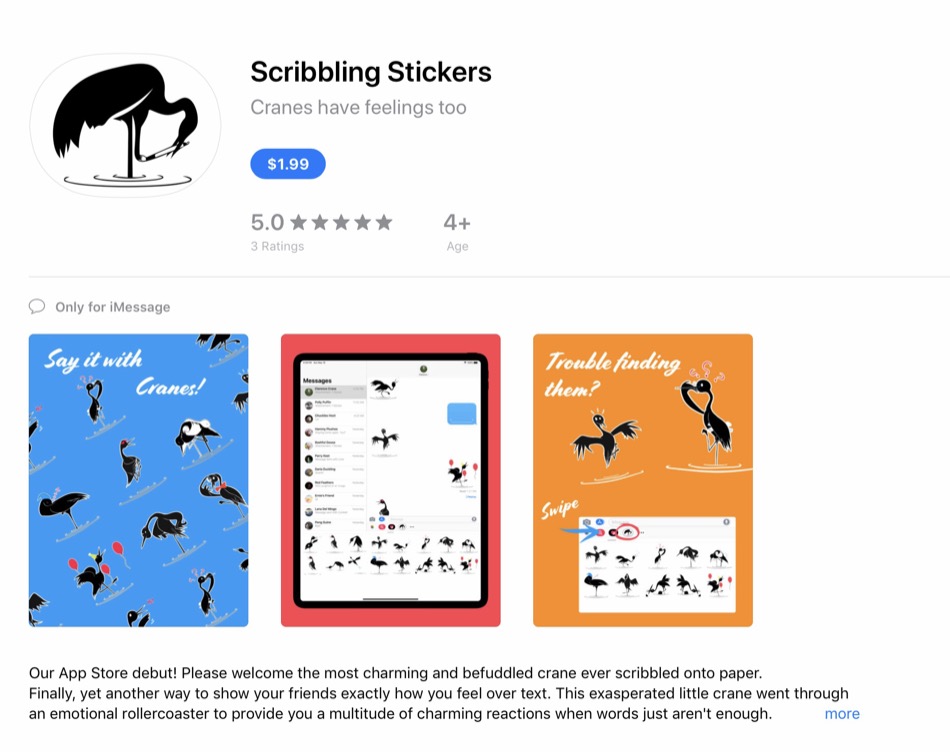 Scribbling Stickers
Cranes have feelings too
$1.99
5.0
4+
3 Ratings
Age
Only for iMessage
Say it with
Cranes!
Messages
Trouble finding
them?
Swipe
Our App Store debut! Please welcome the most charming and befuddled crane ever scribbled onto paper.
Finally, yet another way to show your friends exactly how you feel over text. This exasperated little crane went through
an emotional rollercoaster to provide you a multitude of charming reactions when words just aren't enough.
more